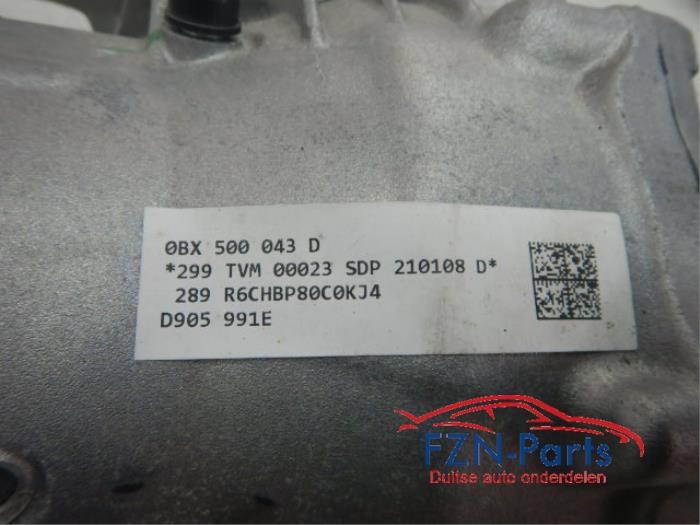 0BX 500 043 D
*299 TVM 00023 SDP 210108 D*
289 R6CHBP80C0KJ4
D905 991E
FZN-Parts
Duitse auto onderdelen